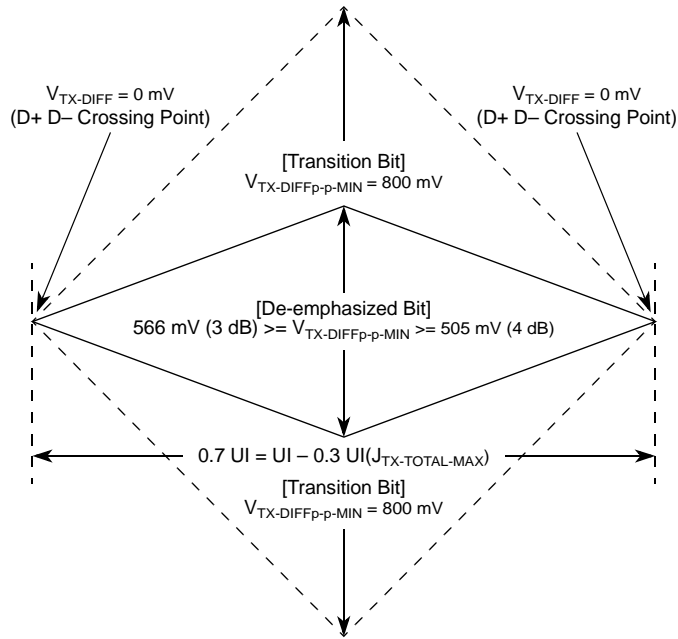 V_TX-DIFF = 0 mV
(D+ D– Crossing Point)
V_TX-DIFF = 0 mV
(D+ D– Crossing Point)
[Transition Bit]
V_TX-DIFFp-p-MIN = 800 mV
[De-emphasized Bit]
566 mV (3 dB) >= V_TX-DIFFp-p-MIN >= 505 mV (4 dB)
0.7 UI = UI – 0.3 UI(J_TX-TOTAL-MAX)
[Transition Bit]
V_TX-DIFFp-p-MIN = 800 mV